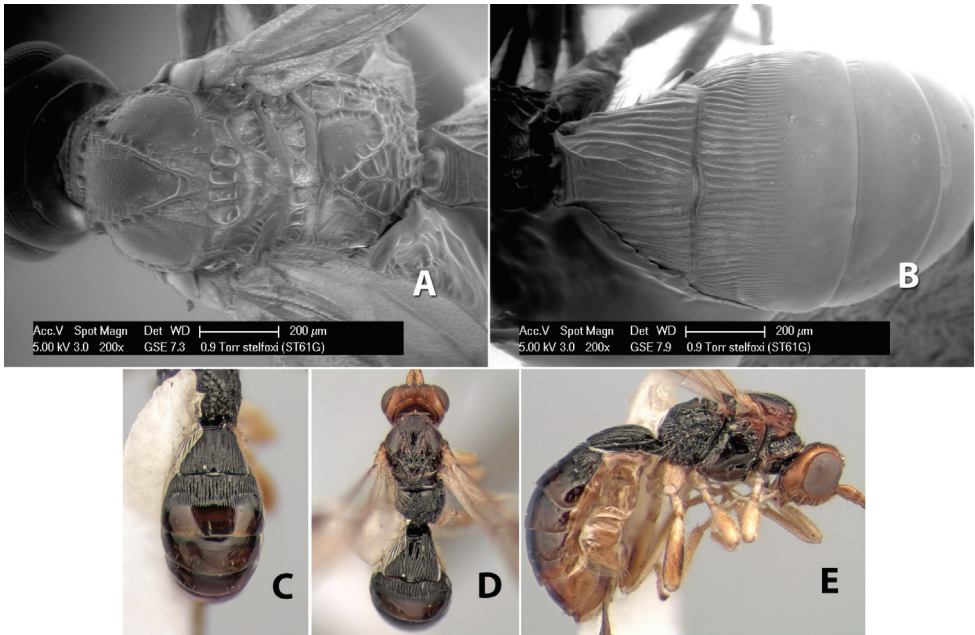 A
Acc.V Spot Magn Det WD 200 µm
5.00 kV 3.0 200x GSE 7.3 0.9 Torr stelfoxi (ST61G)
B
Acc.V Spot Magn Det WD 200 µm
5.00 kV 3.0 200x GSE 7.9 0.9 Torr stelfoxi (ST61G)
C
D
E